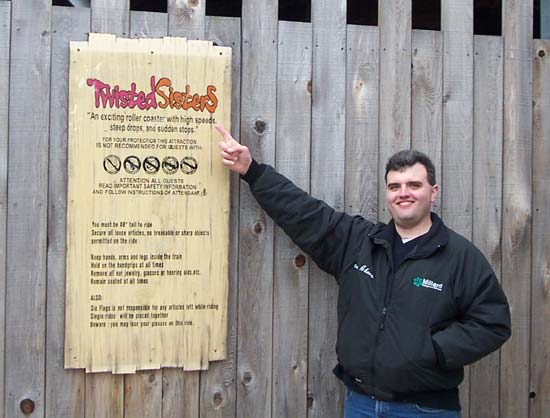 Twisted Sisters
"An exciting roller coaster with high speeds,
steep drops, and sudden stops."
FOR YOUR PROTECTION THIS ATTRACTION
IS NOT RECOMMENDED FOR GUESTS WITH:
ATTENTION ALL GUESTS
READ IMPORTANT SAFETY INFORMATION
AND FOLLOW INSTRUCTIONS OF ATTENDANTS
You must be 48" tall to ride
Secure all loose articles, no breakable or sharp objects
permitted on the ride
Keep hands, arms and legs inside the train
Hold on the handgrips at all times
Remove all our jewelry, glasses or hearing aids,etc.
Remain seated at all times
ALSO:
Six Flags is not responsible for any articles left while riding
Single rides will be placed together
Beware : you may lose your glasses on this ride.
Millard